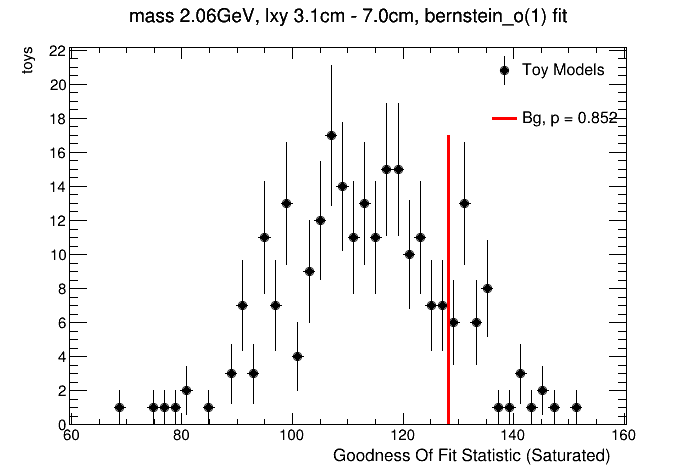 mass 2.06GeV, lxy 3.1cm - 7.0cm, bernstein_o(1) fit
toys
22
20
18
16
14
12
10
8
6
4
2
0
Toy Models
Bg, p = 0.852
60 80 100 120 140 160
Goodness Of Fit Statistic (Saturated)